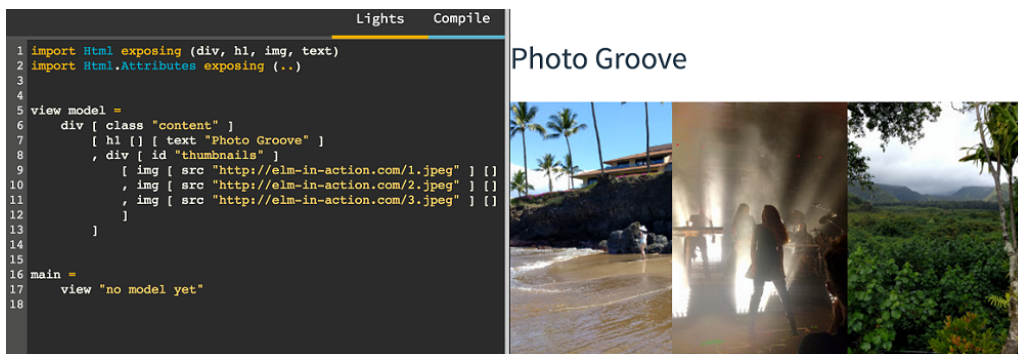 Lights Compile
1 import Html exposing (div, h1, img, text)
2 import Html.Attributes exposing (..)
3
4
5 view model =
6     div [ class "content" ]
7         [ h1 [] [ text "Photo Groove" ]
8         , div [ id "thumbnails" ]
9             [ img [ src "http://elm-in-action.com/1.jpeg" ] []
10             , img [ src "http://elm-in-action.com/2.jpeg" ] []
11             , img [ src "http://elm-in-action.com/3.jpeg" ] []
12             ]
13         ]
14
15
16 main =
17     view "no model yet"
18
Photo Groove